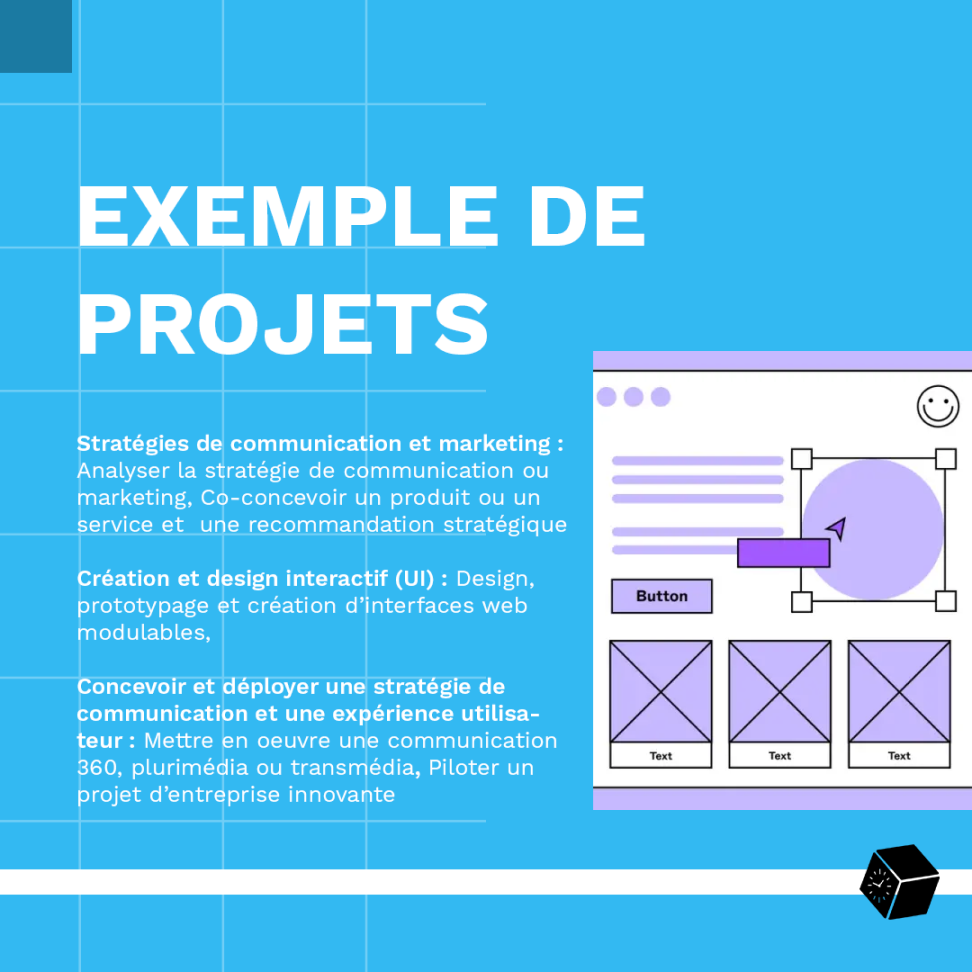 EXEMPLE DE
PROJETS
Stratégies de communication et marketing :
Analyser la stratégie de communication ou
marketing, Co-concevoir un produit ou un
service et  une recommandation stratégique
Création et design interactif (UI) : Design,
prototypage et création d’interfaces web
modulables,
Concevoir et déployer une stratégie de
communication et une expérience utilisa-
teur : Mettre en oeuvre une communication
360, plurimédia ou transmédia, Piloter un
projet d’entreprise innovante
Button
Text
Text
Text